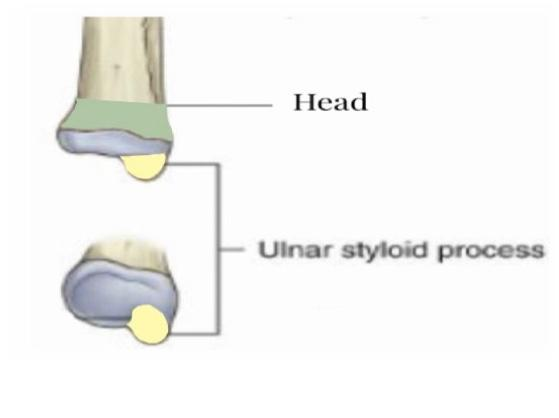 Head
Ulnar styloid process